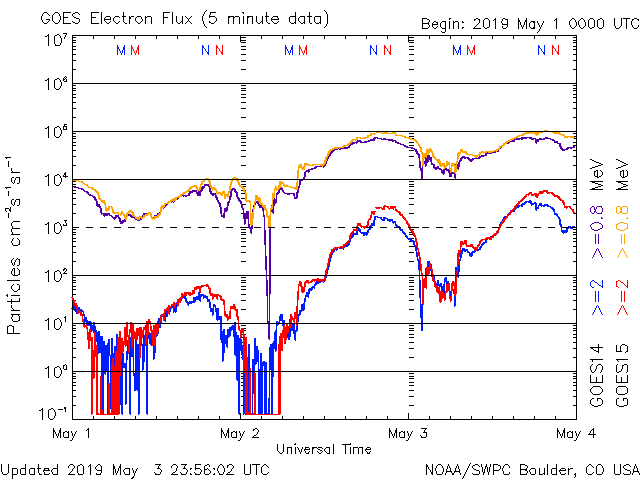 GOES Electron Flux (5 minute data)
Begin: 2019 May 1 0000 UTC
M M N N M M N N M M N N
10⁷
10⁶
10⁵
10⁴
10³
10²
10¹
10⁰
10⁻¹
Particles cm⁻²s⁻¹sr⁻¹
May 1 May 2 May 3 May 4
Universal Time
GOES14 >=2 >=0.8 MeV
GOES15 >=2 >=0.8 MeV
Updated 2019 May 3 23:56:02 UTC
NOAA/SWPC Boulder, CO USA